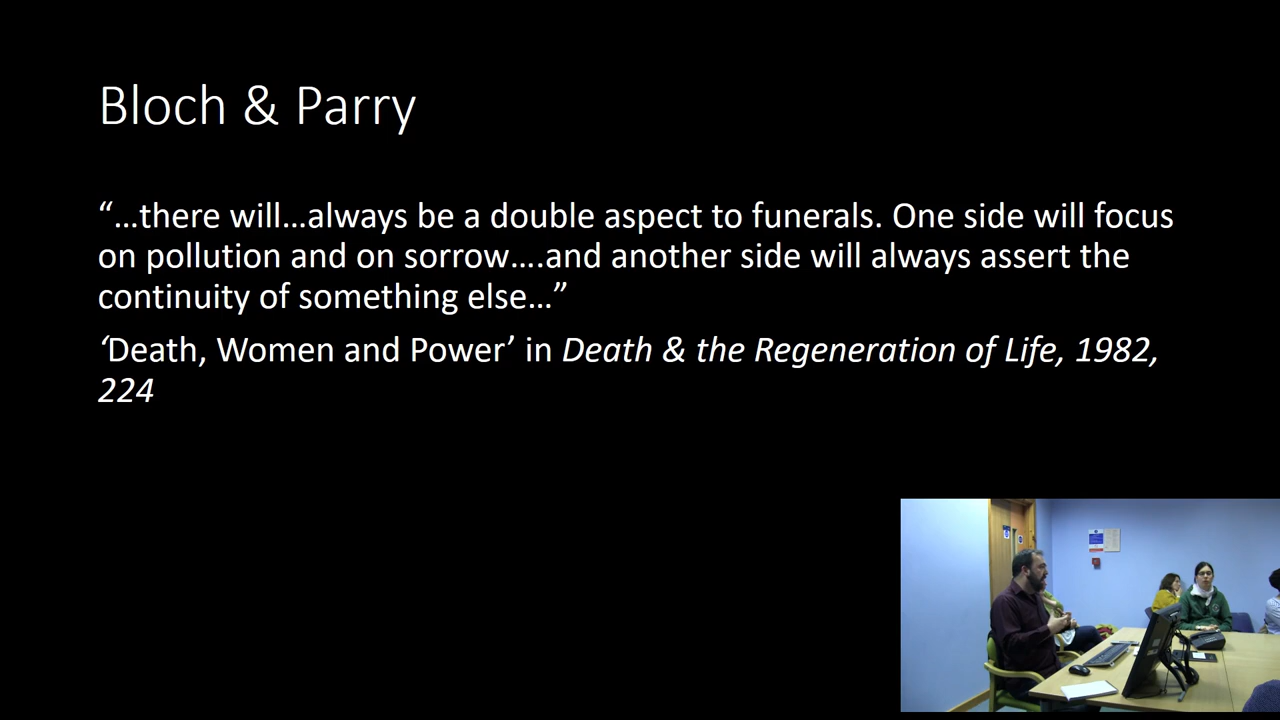 Bloch & Parry
“…there will…always be a double aspect to funerals. One side will focus
on pollution and on sorrow….and another side will always assert the
continuity of something else…”
‘Death, Women and Power’ in Death & the Regeneration of Life, 1982,
224